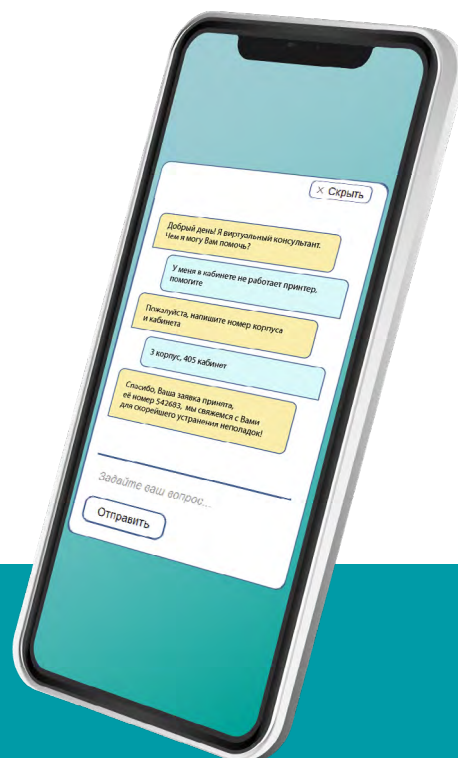 × Скрыть
Добрый день! Я виртуальный консультант.
Чем я могу Вам помочь?
У меня в кабинете не работает принтер,
помогите
Пожалуйста, напишите номер корпуса
и кабинета
3 корпус, 405 кабинет
Спасибо, Ваша заявка принята,
её номер 542683, мы свяжемся с Вами
для скорейшего устранения неполадок!
Задайте ваш вопрос...
Отправить